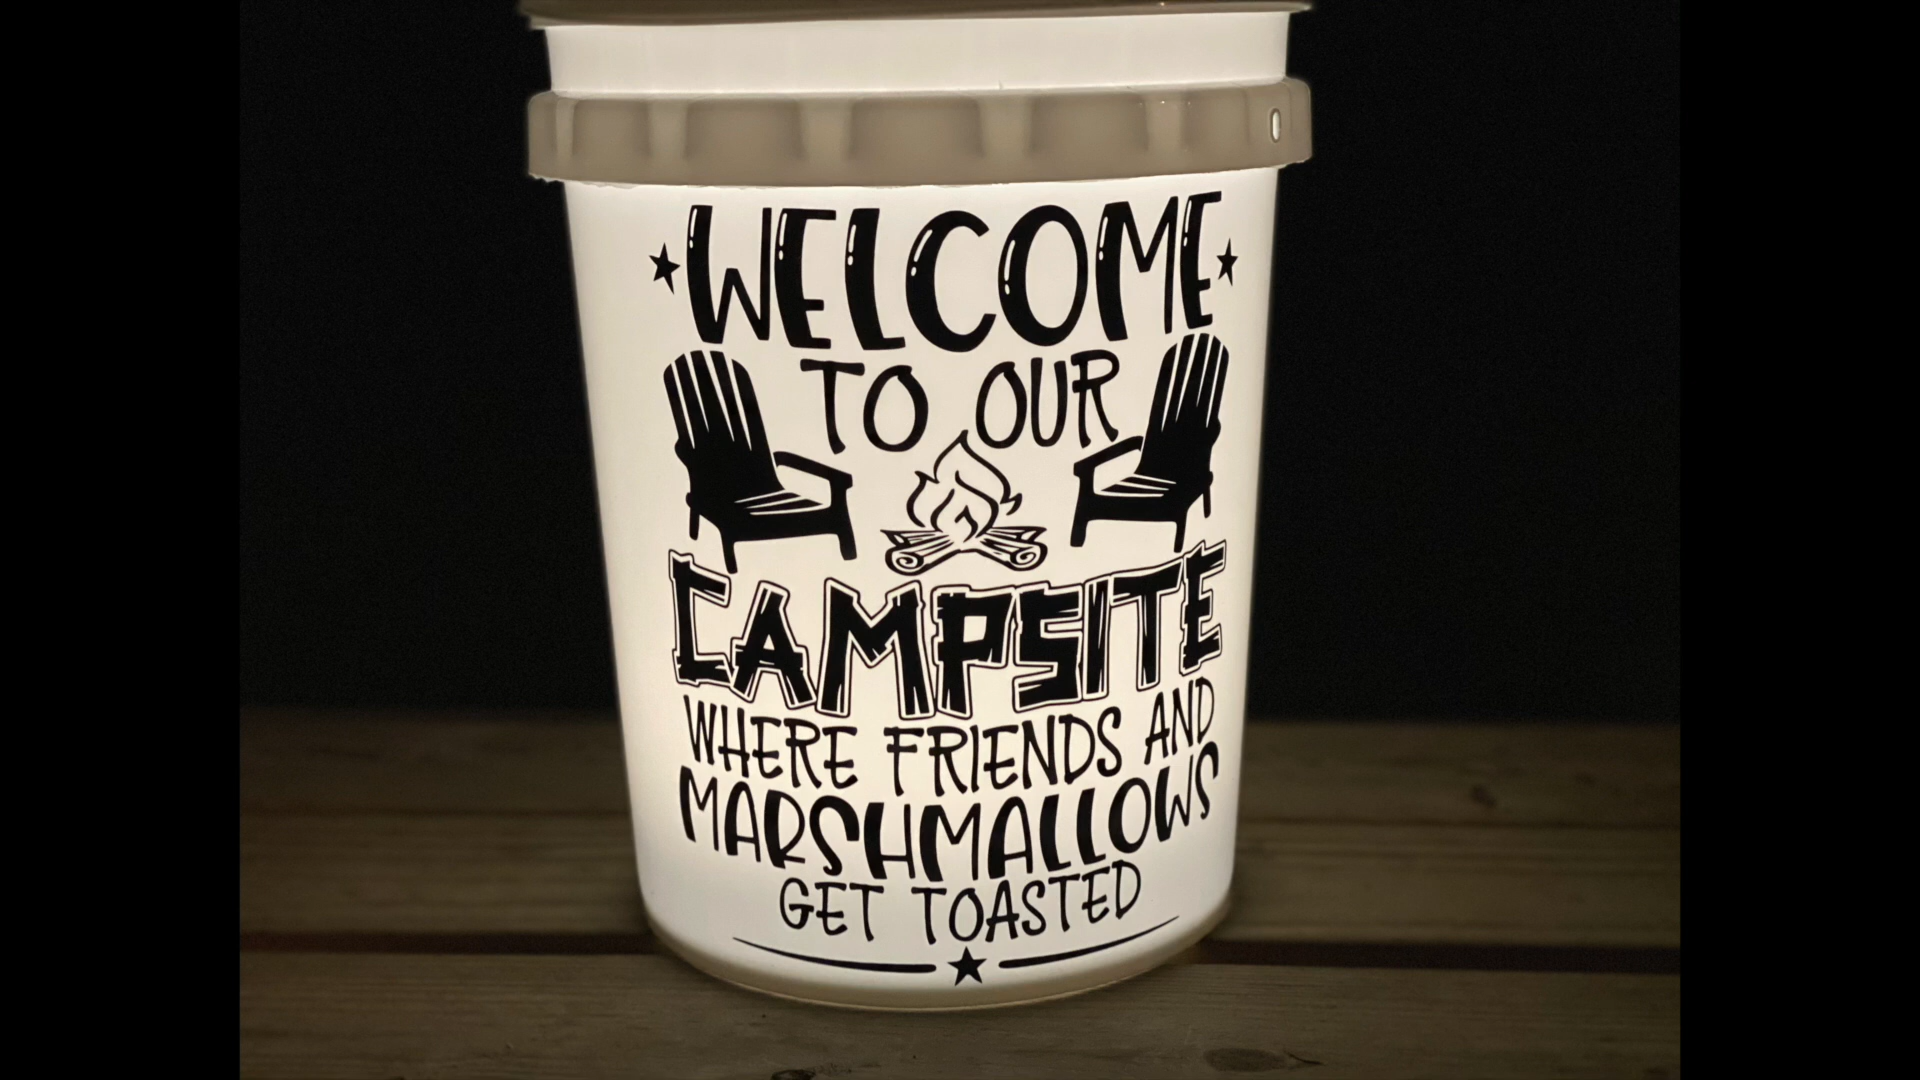 WELCOME
TO OUR
CAMPSITE
WHERE FRIENDS AND
MARSHMALLOWS
GET TOASTED